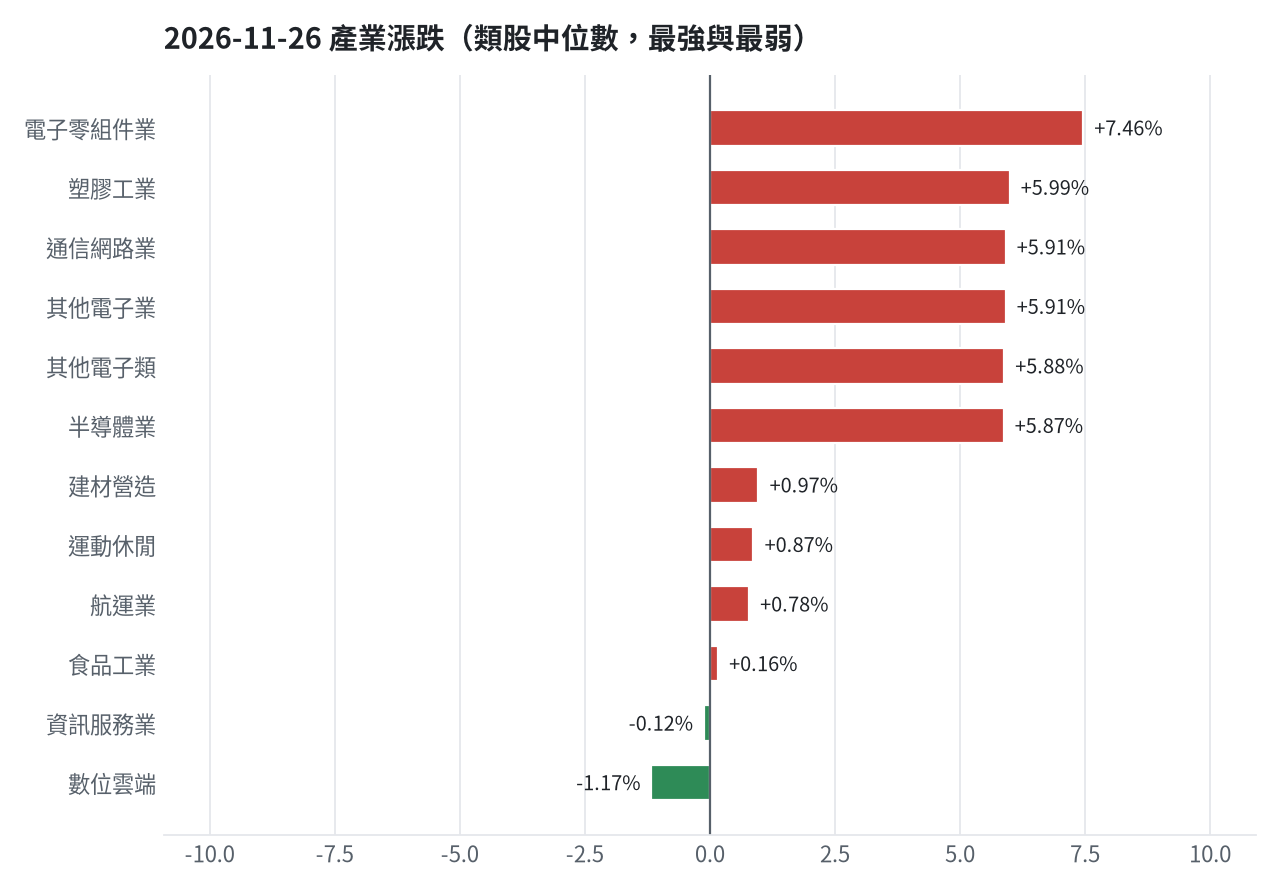 2026-11-26 產業漲跌（類股中位數，最強與最弱）
電子零組件業 +7.46%
塑膠工業 +5.99%
通信網路業 +5.91%
其他電子業 +5.91%
其他電子類 +5.88%
半導體業 +5.87%
建材營造 +0.97%
運動休閒 +0.87%
航運業 +0.78%
食品工業 +0.16%
資訊服務業 -0.12%
數位雲端 -1.17%
-10.0 -7.5 -5.0 -2.5 0.0 2.5 5.0 7.5 10.0